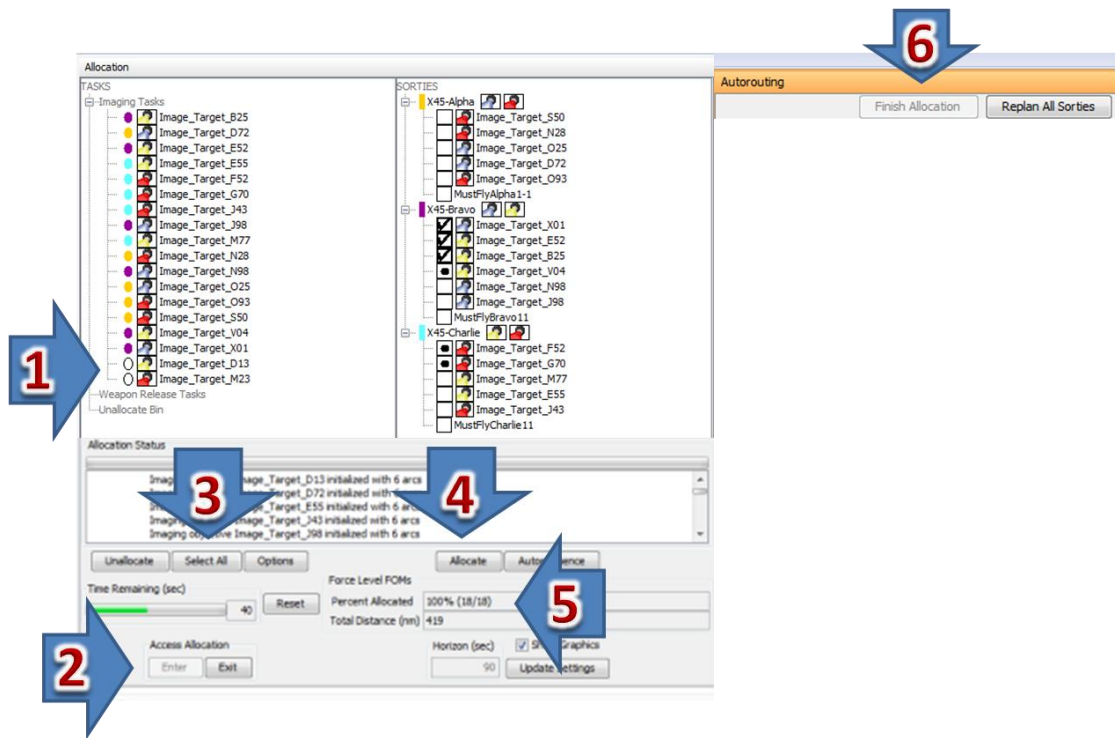 6
Allocation
Autorouting
TASKS
SORTIES
Finish Allocation
Replan All Sorties
Imaging Tasks
Image_Target_B25
Image_Target_D72
Image_Target_E52
Image_Target_E55
Image_Target_F52
Image_Target_G70
Image_Target_J43
Image_Target_J98
Image_Target_M77
Image_Target_N28
Image_Target_N98
Image_Target_O25
Image_Target_O93
Image_Target_S50
Image_Target_V04
Image_Target_X01
Image_Target_D13
Image_Target_M23
Weapon Release Tasks
Unallocate Bin
1
X45-Alpha
Image_Target_S50
Image_Target_N28
Image_Target_O25
Image_Target_D72
Image_Target_O93
MustFlyAlpha1-1
X45-Bravo
Image_Target_X01
Image_Target_E52
Image_Target_B25
Image_Target_V04
Image_Target_N98
Image_Target_J98
MustFlyBravo11
X45-Charlie
Image_Target_F52
Image_Target_G70
Image_Target_M77
Image_Target_E55
Image_Target_J43
MustFlyCharlie11
Allocation Status
Image_Target_D13 initialized with 6 arcs
Image_Target_D72 initialized with
Image_Target_E55 initialized with
Image_Target_J43 initialized with 6 arcs
Imaging objective Image_Target_J98 initialized with 6 arcs
3
4
Unallocate
Select All
Options
Allocate
Time Remaining (sec)
40
Reset
Force Level FOMs
Percent Allocated
100% (18/18)
Total Distance (nm)
419
5
2
Access Allocation
Enter
Exit
Horizon (sec)
90
Graphics
Update Settings